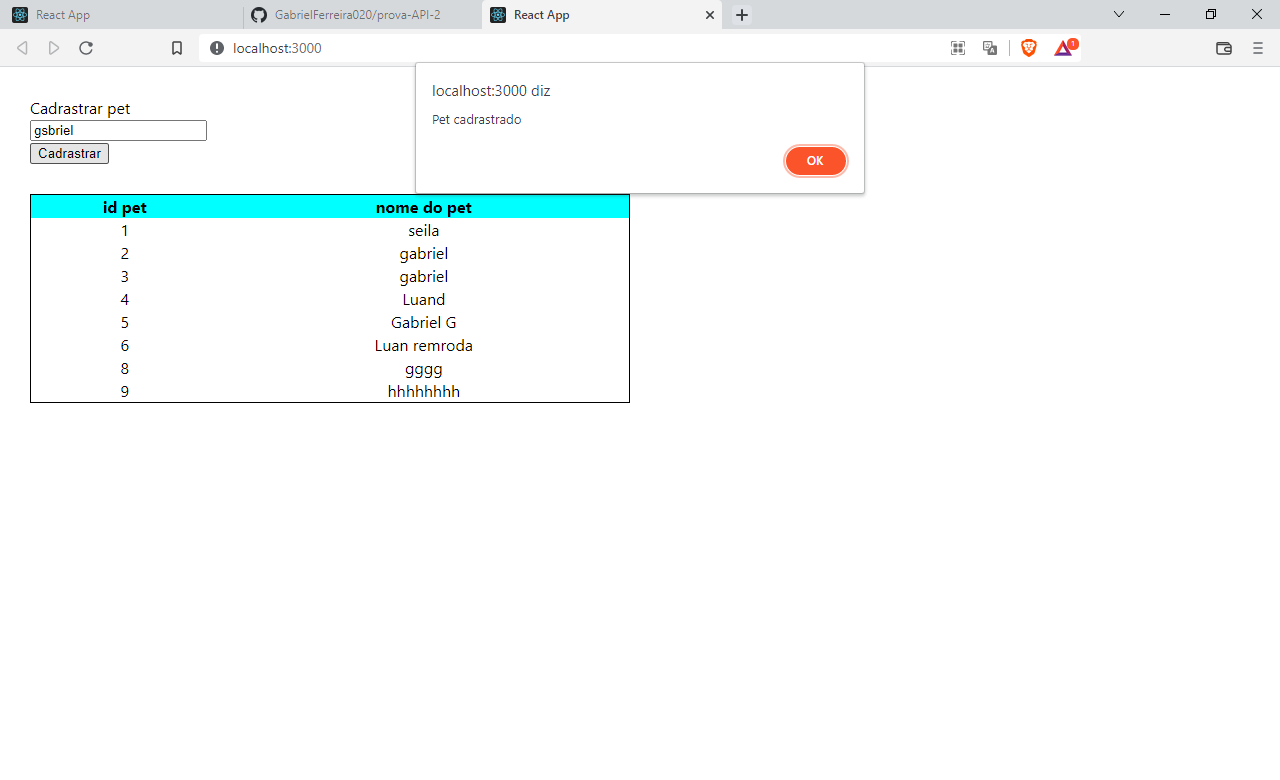 React App
GabrielFerreira020/prova-API-2
React App
localhost:3000
1
localhost:3000 diz
Pet cadrastrado
OK
Cadrastrar pet
gsbriel
Cadrastrar
id pet nome do pet
1 seila
2 gabriel
3 gabriel
4 Luand
5 Gabriel G
6 Luan remroda
8 gggg
9 hhhhhhhh